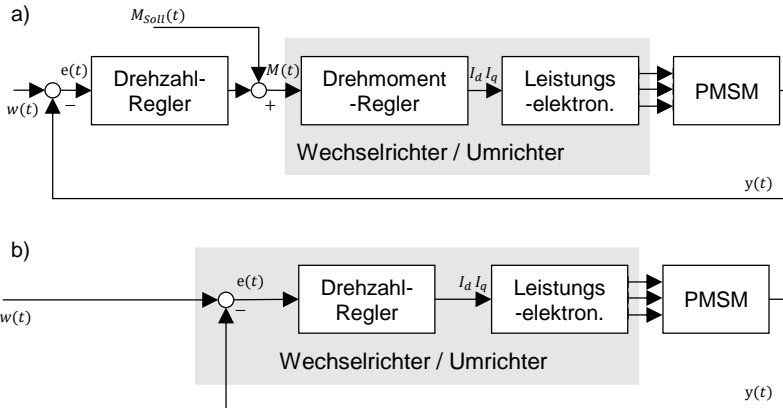 a)
M_Soll(t)
e(t)
Drehzahl-
Regler
M(t)
Drehmoment
-Regler
I_d I_q
Leistungs
-elektron.
PMSM
w(t)
−
+
Wechselrichter / Umrichter
y(t)
b)
e(t)
Drehzahl-
Regler
I_d I_q
Leistungs
-elektron.
PMSM
w(t)
−
Wechselrichter / Umrichter
y(t)